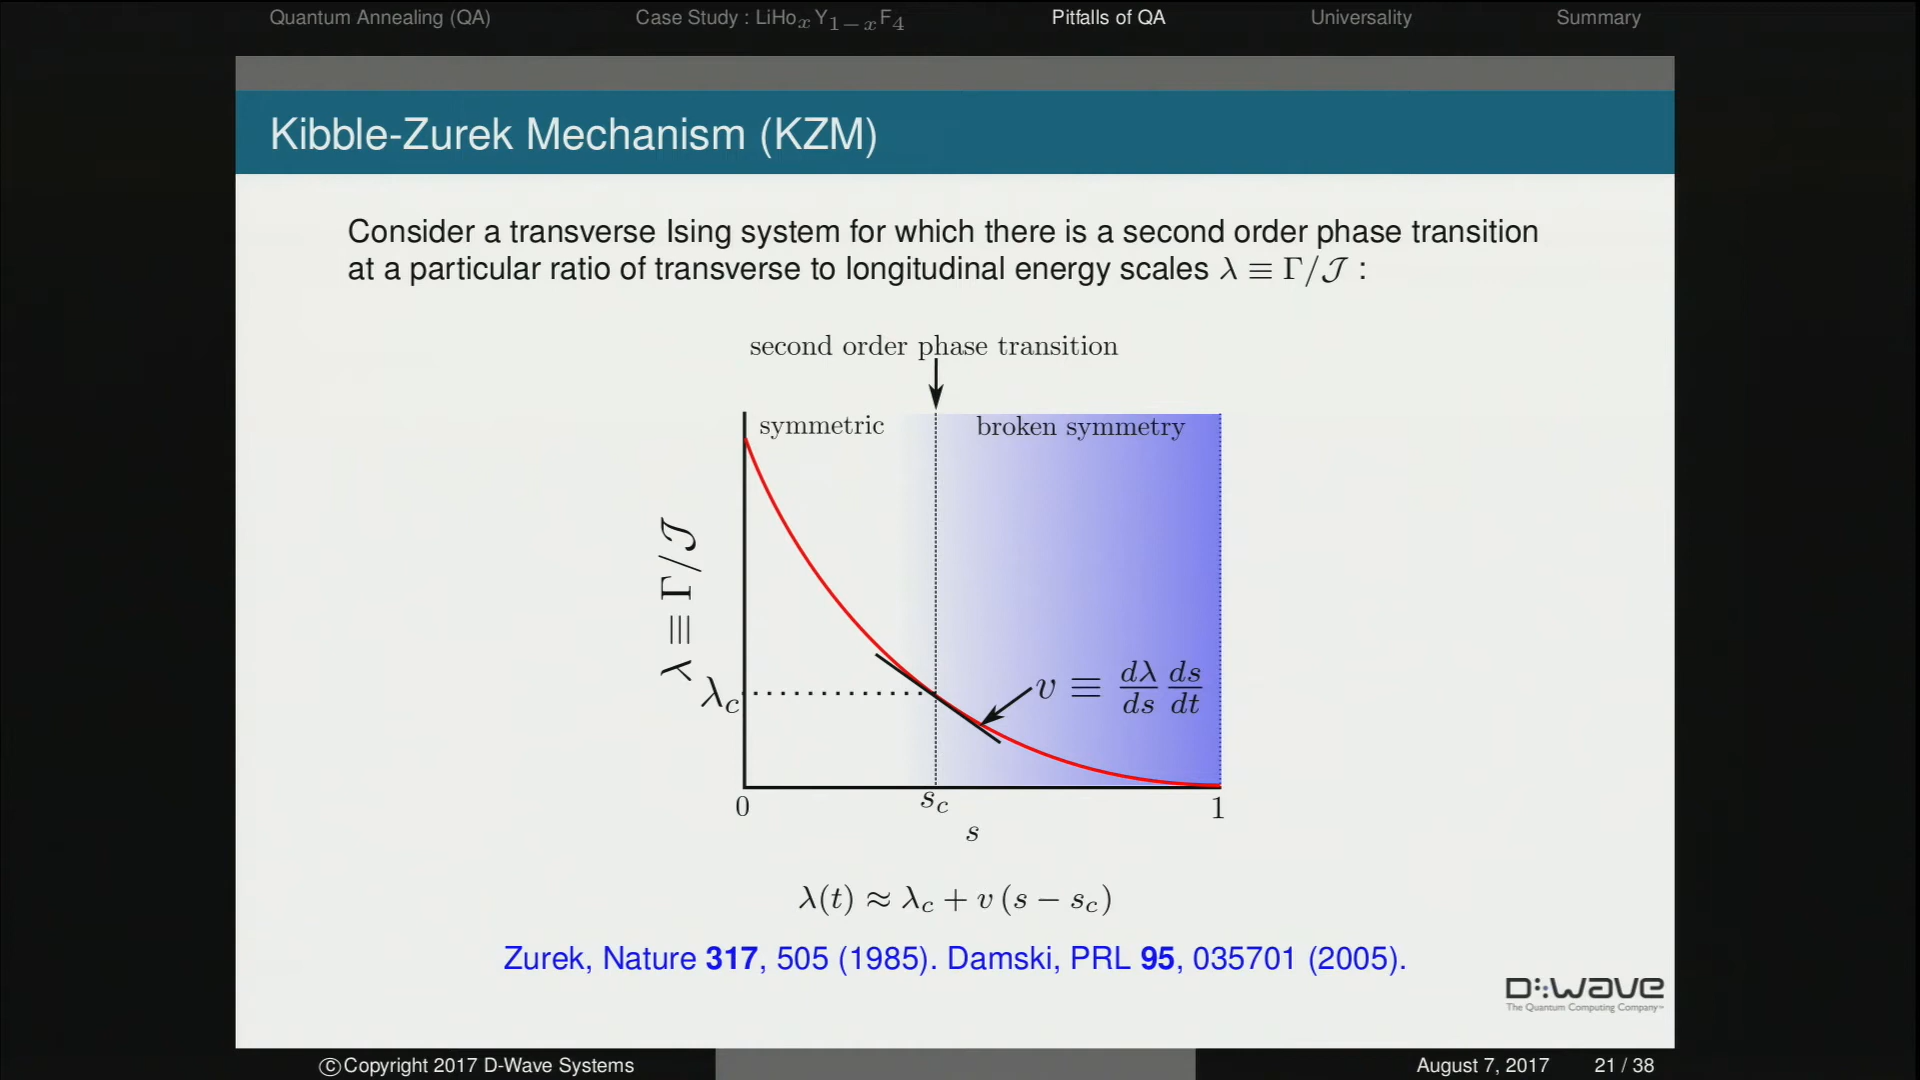 Quantum Annealing (QA) Case Study : LiHoₓY₁₋ₓF₄ Pitfalls of QA Universality Summary
Kibble-Zurek Mechanism (KZM)
Consider a transverse Ising system for which there is a second order phase transition
at a particular ratio of transverse to longitudinal energy scales λ ≡ Γ/𝒥 :
second order phase transition
symmetric broken symmetry
λ ≡ Γ/𝒥
λ_c
v ≡ dλ/ds ds/dt
0 s_c 1
s
λ(t) ≈ λ_c + v (s − s_c)
Zurek, Nature 317, 505 (1985). Damski, PRL 95, 035701 (2005).
D:Wave
The Quantum Computing Company™
©Copyright 2017 D-Wave Systems August 7, 2017 21 / 38